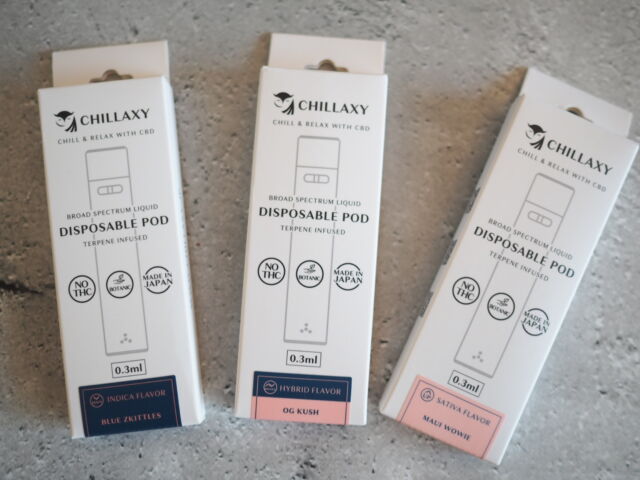 CHILLAXY
CHILL & RELAX WITH CBD
BROAD SPECTRUM LIQUID
DISPOSABLE POD
TERPENE INFUSED
NO
THC
BOTANIC
MADE IN
JAPAN
0.3ml
INDICA FLAVOR
BLUE ZKITTLES
CHILLAXY
CHILL & RELAX WITH CBD
BROAD SPECTRUM LIQUID
DISPOSABLE POD
TERPENE INFUSED
NO
THC
BOTANIC
MADE IN
JAPAN
0.3ml
HYBRID FLAVOR
OG KUSH
CHILLAXY
CHILL & RELAX WITH CBD
BROAD SPECTRUM LIQUID
DISPOSABLE POD
TERPENE INFUSED
NO
THC
BOTANIC
MADE IN
JAPAN
0.3ml
SATIVA FLAVOR
MAUI WOWIE